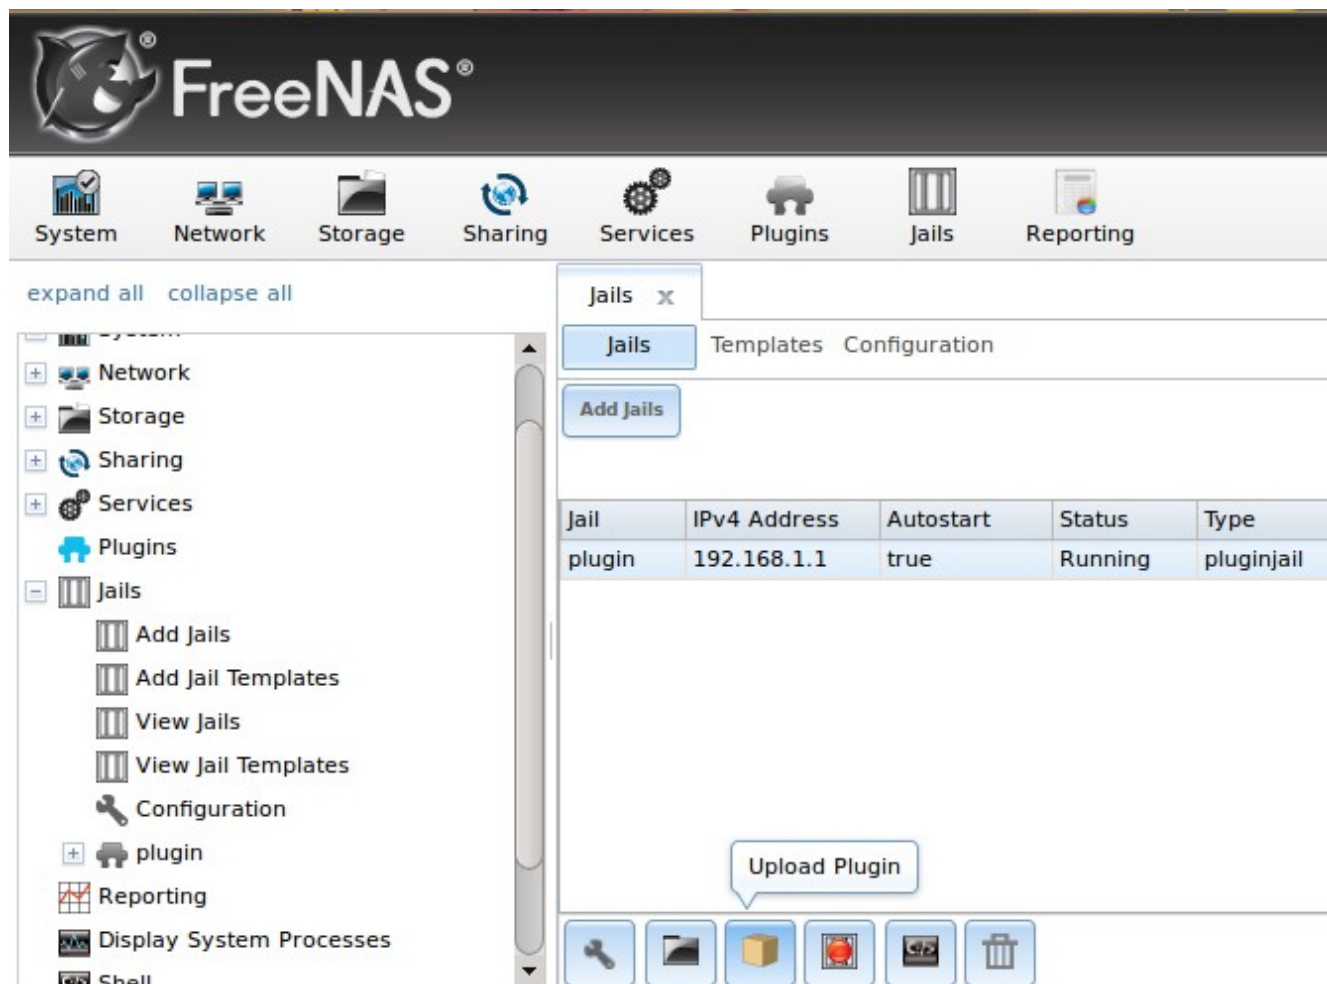 FreeNAS®
System Network Storage Sharing Services Plugins Jails Reporting
expand all collapse all
System
Network
Storage
Sharing
Services
Plugins
Jails
Add Jails
Add Jail Templates
View Jails
View Jail Templates
Configuration
plugin
Reporting
Display System Processes
Shell
Jails x
Jails Templates Configuration
Add Jails
Jail IPv4 Address Autostart Status Type
plugin 192.168.1.1 true Running pluginjail
Upload Plugin